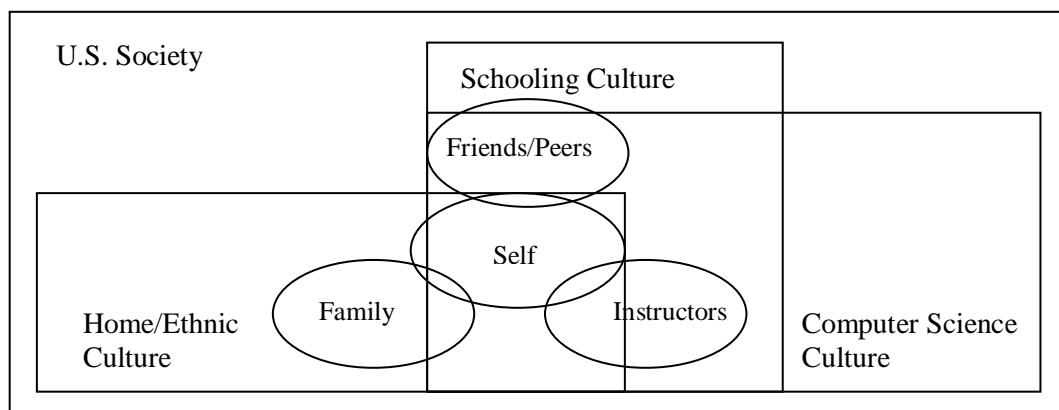 U.S. Society
Schooling Culture
Friends/Peers
Self
Family
Instructors
Home/Ethnic
Culture
Computer Science
Culture